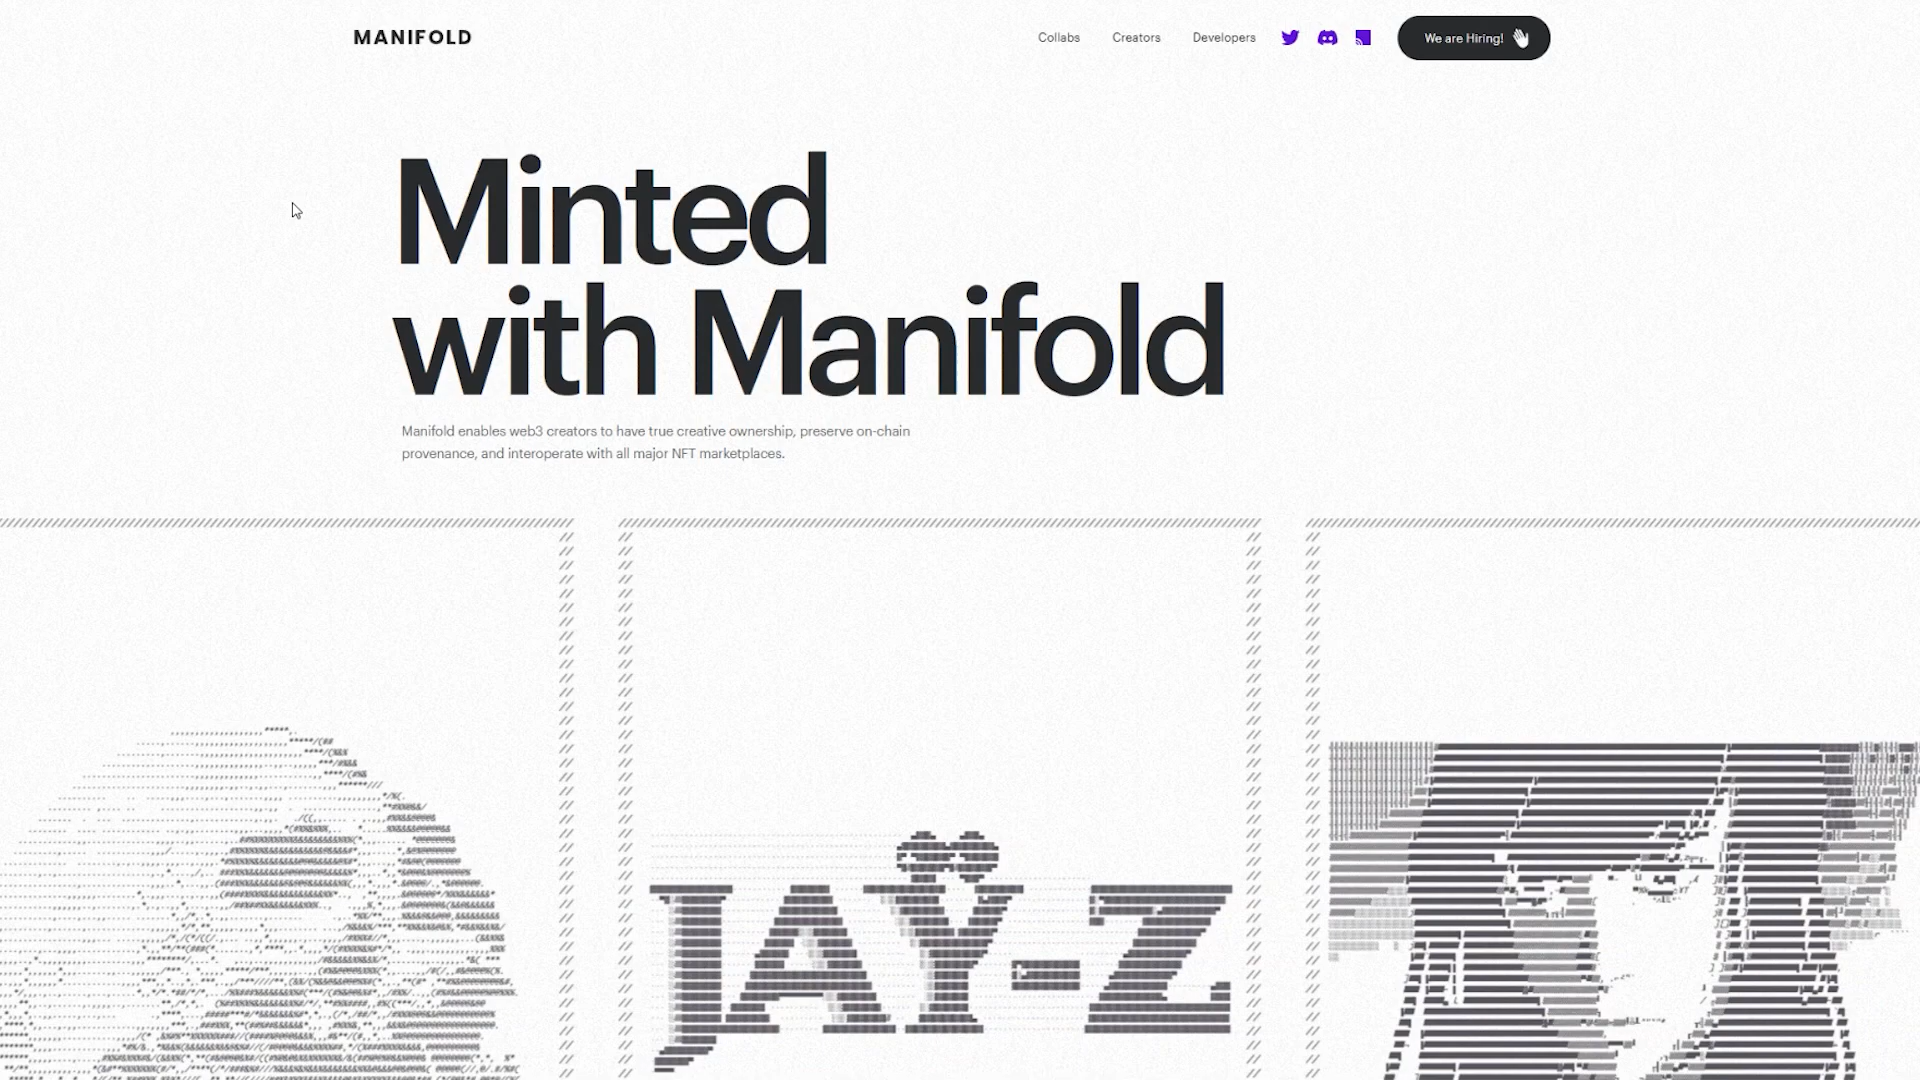 MANIFOLD
Collabs
Creators
Developers
We are Hiring!
Minted
with Manifold
Manifold enables web3 creators to have true creative ownership, preserve on-chain
provenance, and interoperate with all major NFT marketplaces.
JAŸ-Z